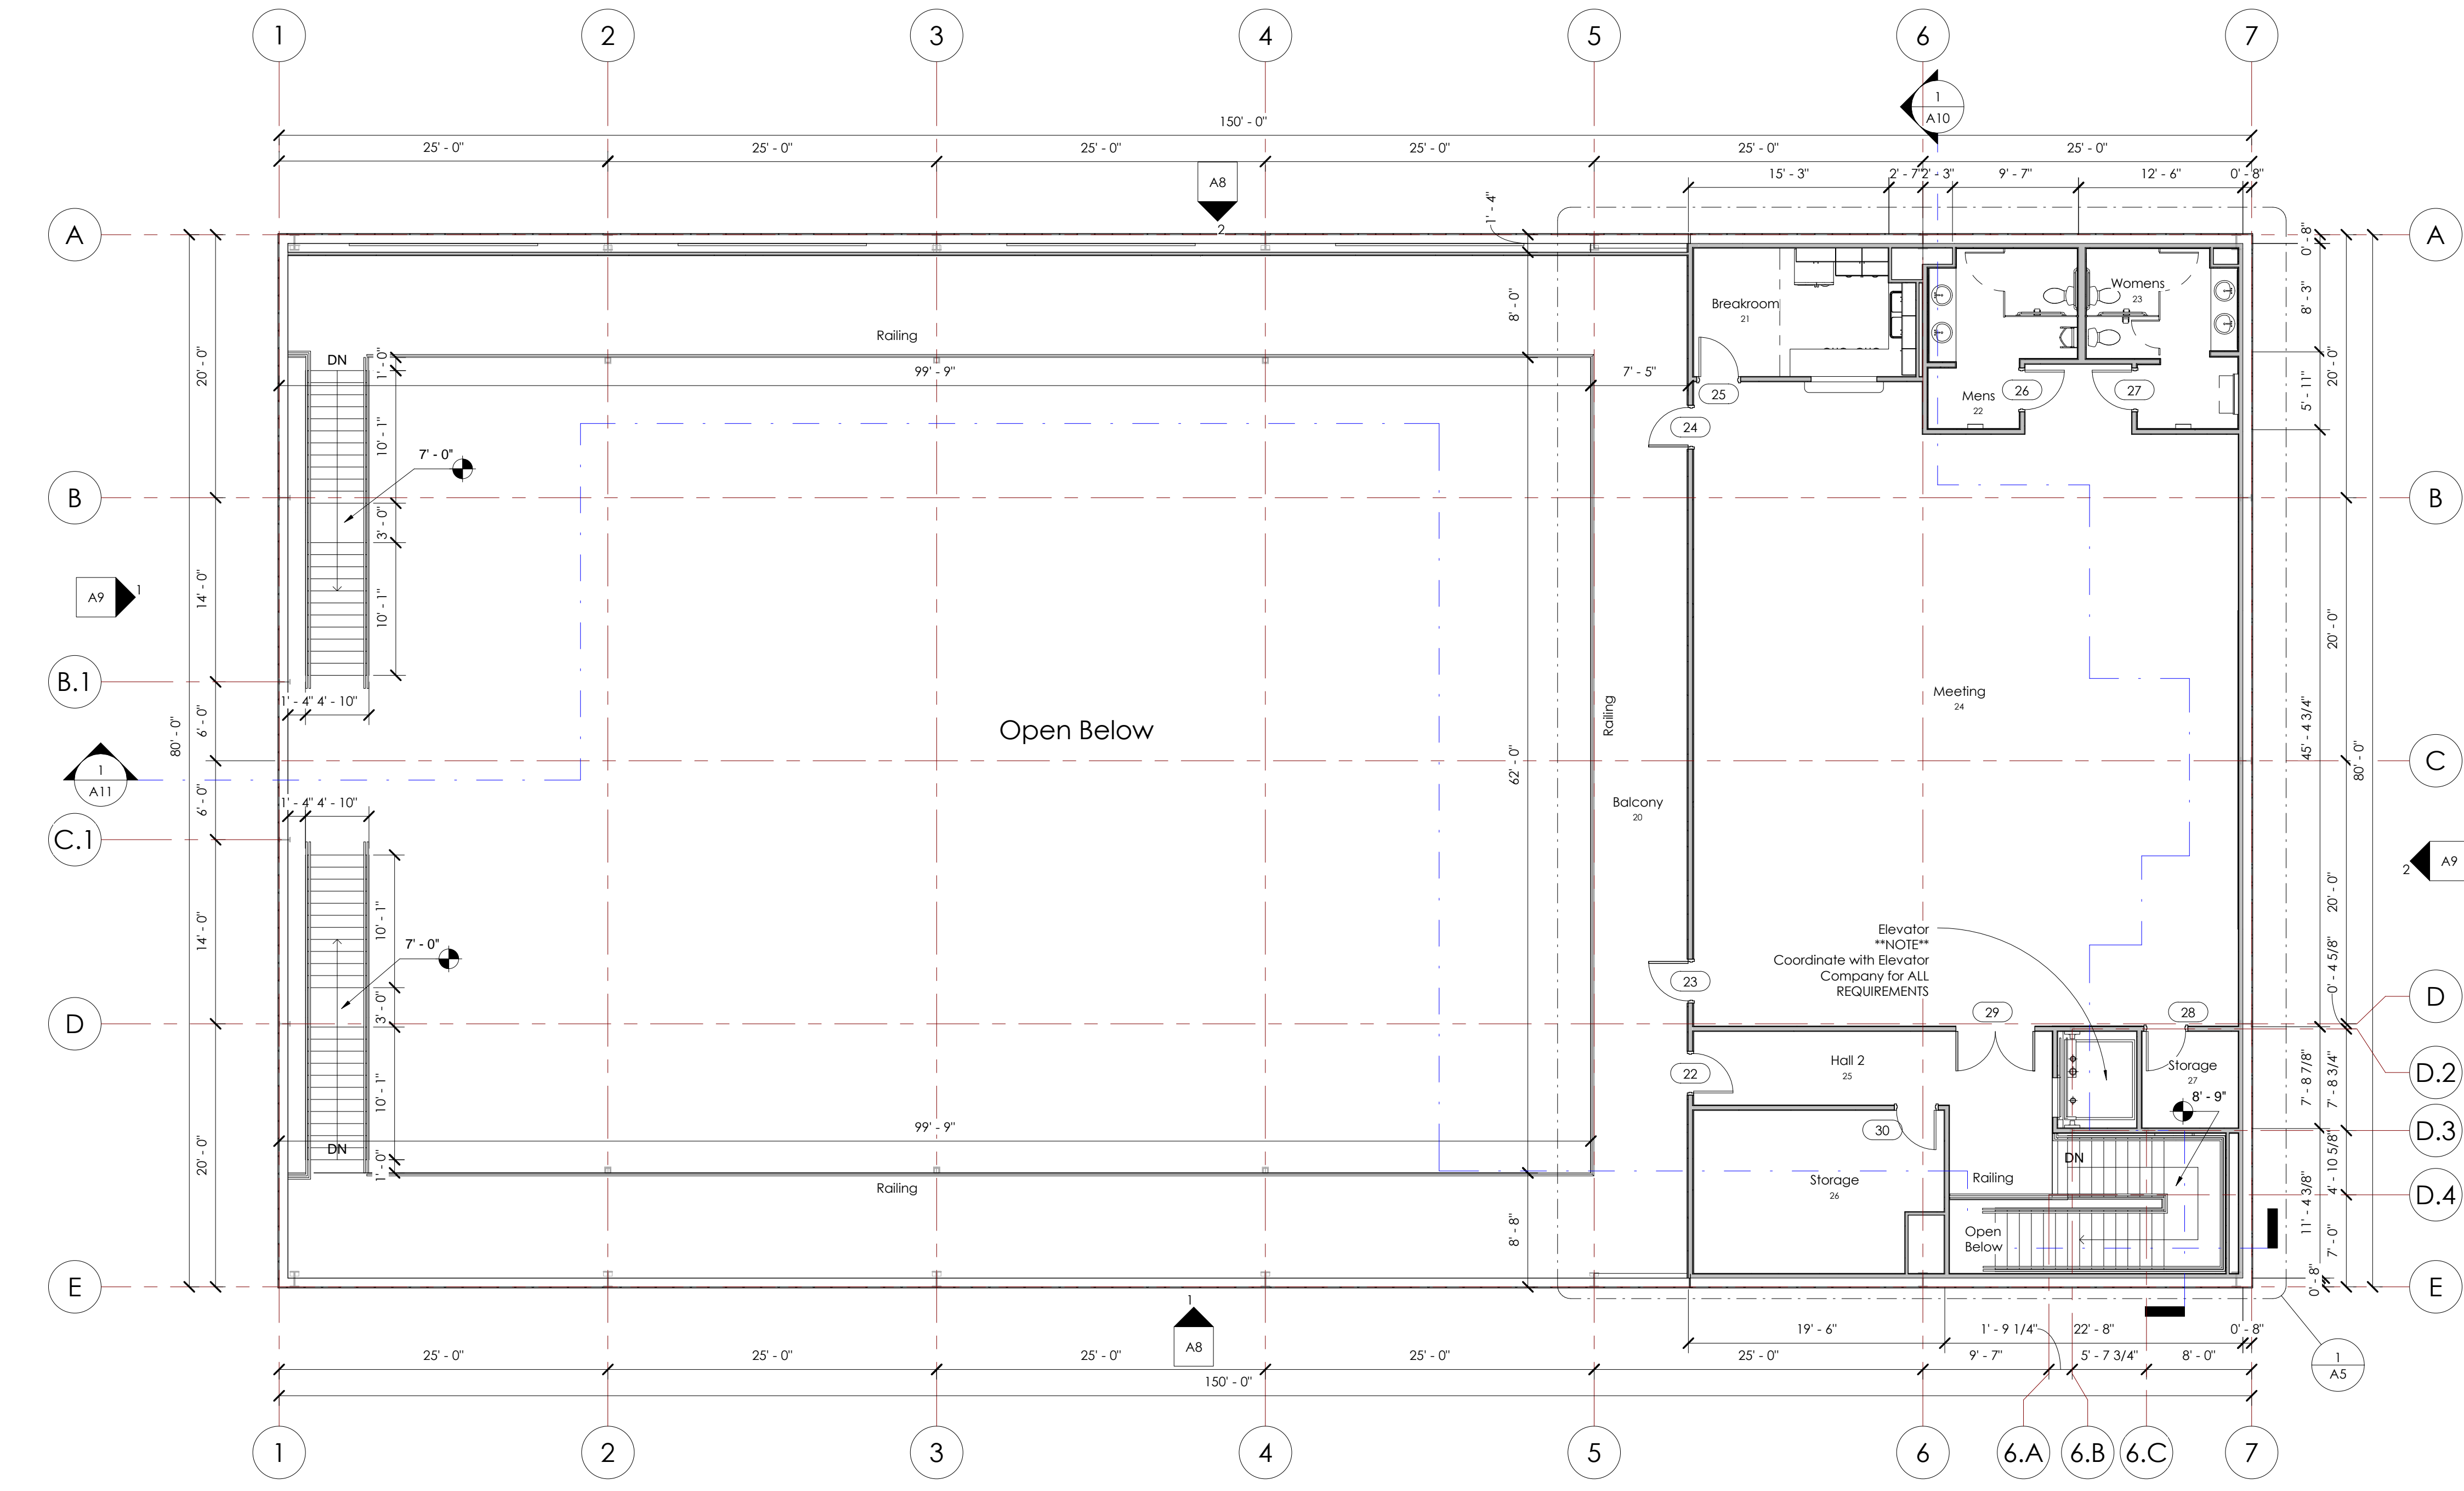 1 2 3 4 5 6 7
1
A10
150' - 0"
25' - 0" 25' - 0" 25' - 0" 25' - 0" 25' - 0" 25' - 0"
15' - 3" 2' - 7" 2' - 3" 9' - 7" 12' - 6" 0' - 8"
A8
2
1' - 4"
A A
0' - 8"
8' - 3"
20' - 0" 20' - 0"
5' - 11"
8' - 0"
Railing
DN
1' - 0"
99' - 9"
7' - 5"
Breakroom
21
Womens
23
Mens
22
25
26
27
24
10' - 1"
7' - 0"
B B
3' - 0"
14' - 0"
10' - 1"
A9
1
20' - 0"
B.1
1' - 4" 4' - 10"
6' - 0"
80' - 0"
Open Below
Railing
62' - 0"
Meeting
24
45' - 4 3/4"
80' - 0"
C C
1
A11
6' - 0"
1' - 4" 4' - 10"
Balcony
20
C.1
A9
2
14' - 0"
10' - 1"
7' - 0"
20' - 0"
Elevator
**NOTE**
Coordinate with Elevator
Company for ALL
REQUIREMENTS
0' - 4 5/8"
23
29
28
D D
3' - 0"
Hall 2
25
Storage
27
8' - 9"
22
D.2
7' - 8 7/8"
7' - 8 3/4"
10' - 1"
99' - 9"
30
D.3
DN
1' - 0"
DN
20' - 0"
4' - 10 5/8"
Railing
Storage
26
Railing
D.4
11' - 4 3/8"
8' - 8"
Open
Below
7' - 0"
0' - 8"
E E
1
A8
19' - 6" 1' - 9 1/4" 22' - 8" 0' - 8"
25' - 0" 25' - 0" 25' - 0" 25' - 0" 25' - 0" 9' - 7" 5' - 7 3/4" 8' - 0"
1
A5
150' - 0"
1 2 3 4 5 6 6.A 6.B 6.C 7